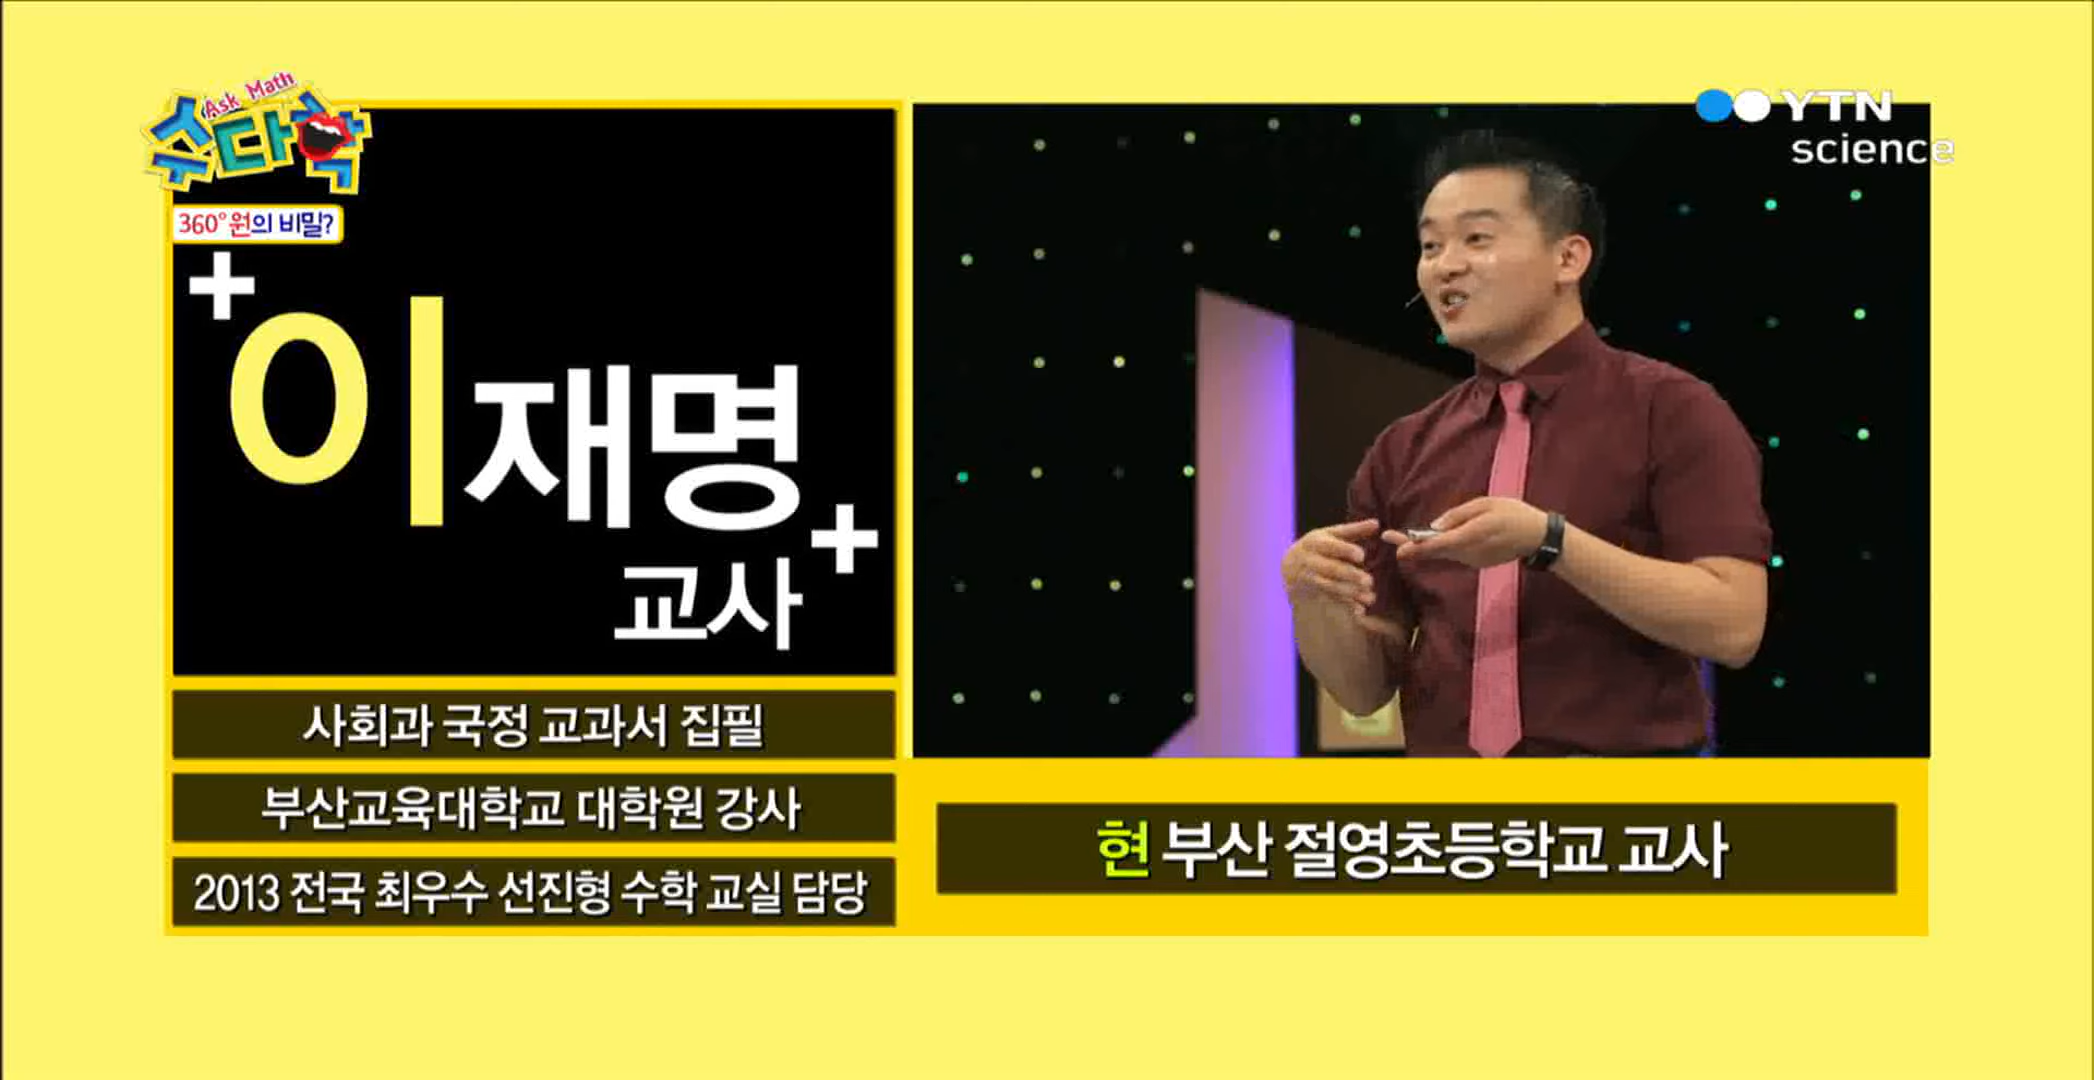 Ask Math
수다학
360° 원의 비밀?
이재명
교사
사회과 국정 교과서 집필
부산교육대학교 대학원 강사
2013 전국 최우수 선진형 수학 교실 담당
YTN
science
현 부산 절영초등학교 교사